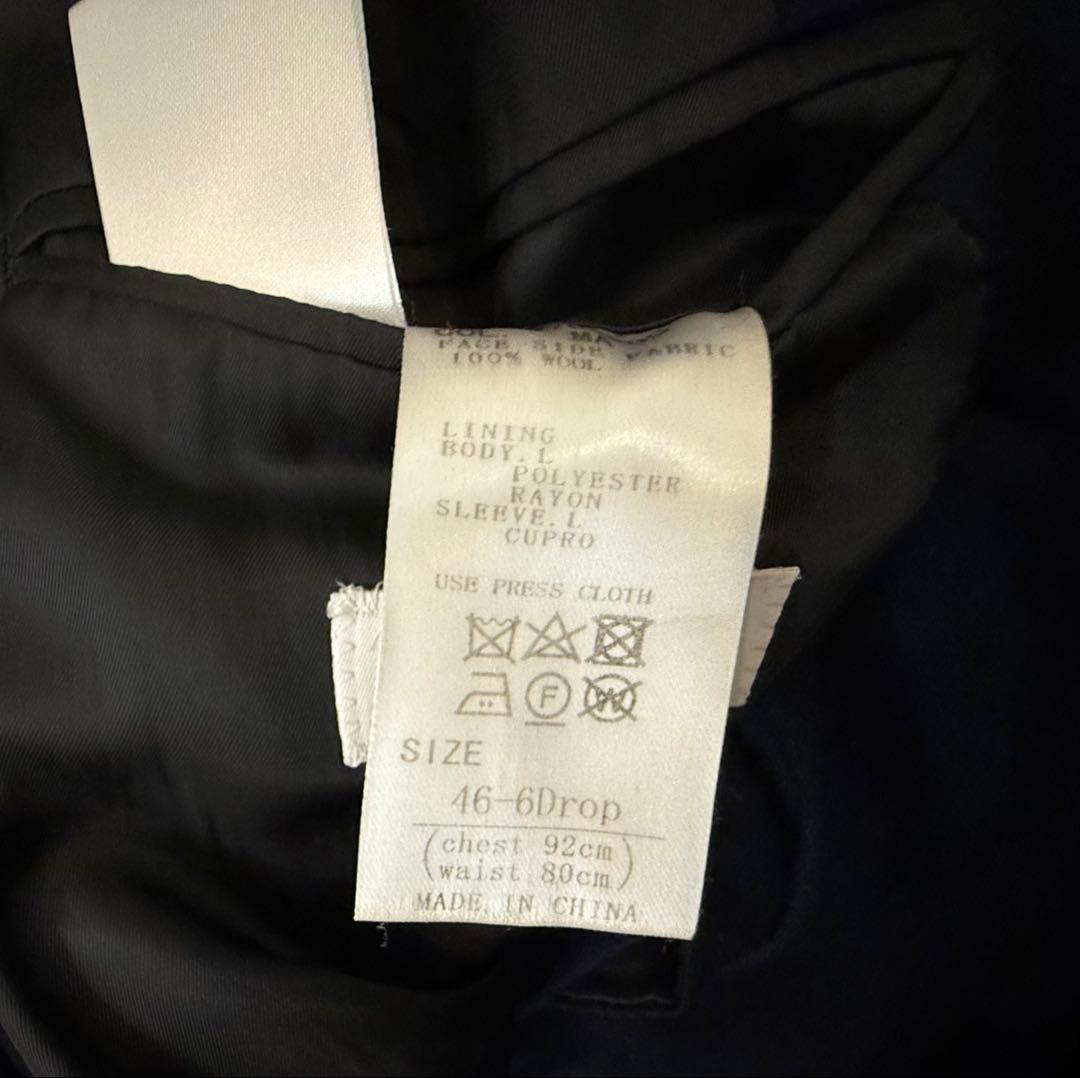 COL.
FACE SIDE FABRIC
100% WOOL
LINING
BODY. L
POLYESTER
RAYON
SLEEVE. L
CUPRO
USE PRESS CLOTH
F W
SIZE
46-6Drop
(chest 92cm
waist 80cm)
MADE IN CHINA